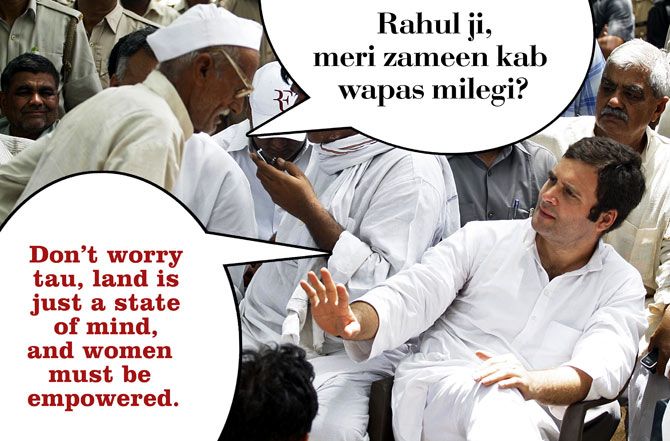 Rahul ji,
meri zameen kab
wapas milegi?
Don't worry
tau, land is
just a state
of mind,
and women
must be
empowered.